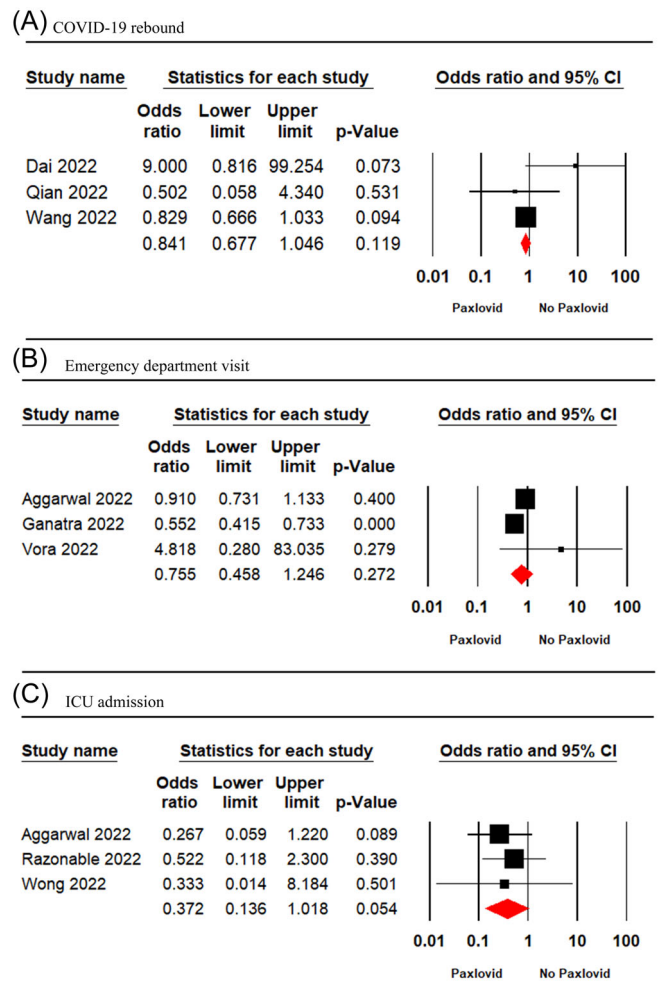 (A) COVID-19 rebound
Study name Statistics for each study Odds ratio and 95% CI
Odds Lower Upper
ratio limit limit p-Value
Dai 2022 9.000 0.816 99.254 0.073
Qian 2022 0.502 0.058 4.340 0.531
Wang 2022 0.829 0.666 1.033 0.094
0.841 0.677 1.046 0.119
0.01 0.1 1 10 100
Paxlovid No Paxlovid
(B) Emergency department visit
Study name Statistics for each study Odds ratio and 95% CI
Odds Lower Upper
ratio limit limit p-Value
Aggarwal 2022 0.910 0.731 1.133 0.400
Ganatra 2022 0.552 0.415 0.733 0.000
Vora 2022 4.818 0.280 83.035 0.279
0.755 0.458 1.246 0.272
0.01 0.1 1 10 100
Paxlovid No Paxlovid
(C) ICU admission
Study name Statistics for each study Odds ratio and 95% CI
Odds Lower Upper
ratio limit limit p-Value
Aggarwal 2022 0.267 0.059 1.220 0.089
Razonable 2022 0.522 0.118 2.300 0.390
Wong 2022 0.333 0.014 8.184 0.501
0.372 0.136 1.018 0.054
0.01 0.1 1 10 100
Paxlovid No Paxlovid